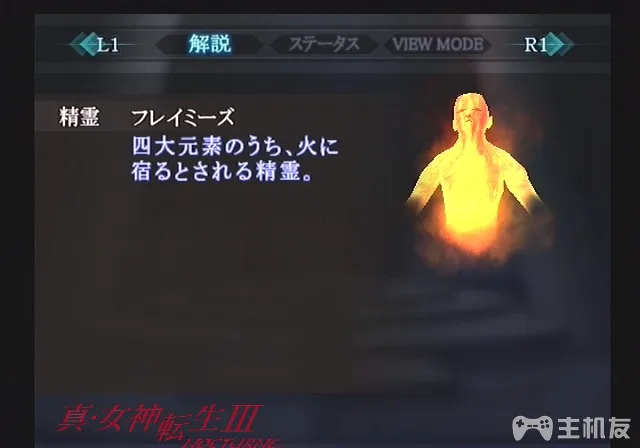 L1 解説 ステータス VIEW MODE R1
精霊 フレイミーズ
四大元素のうち、火に
宿るとされる精霊。
真・女神転生III
NOCTURNE
主机友